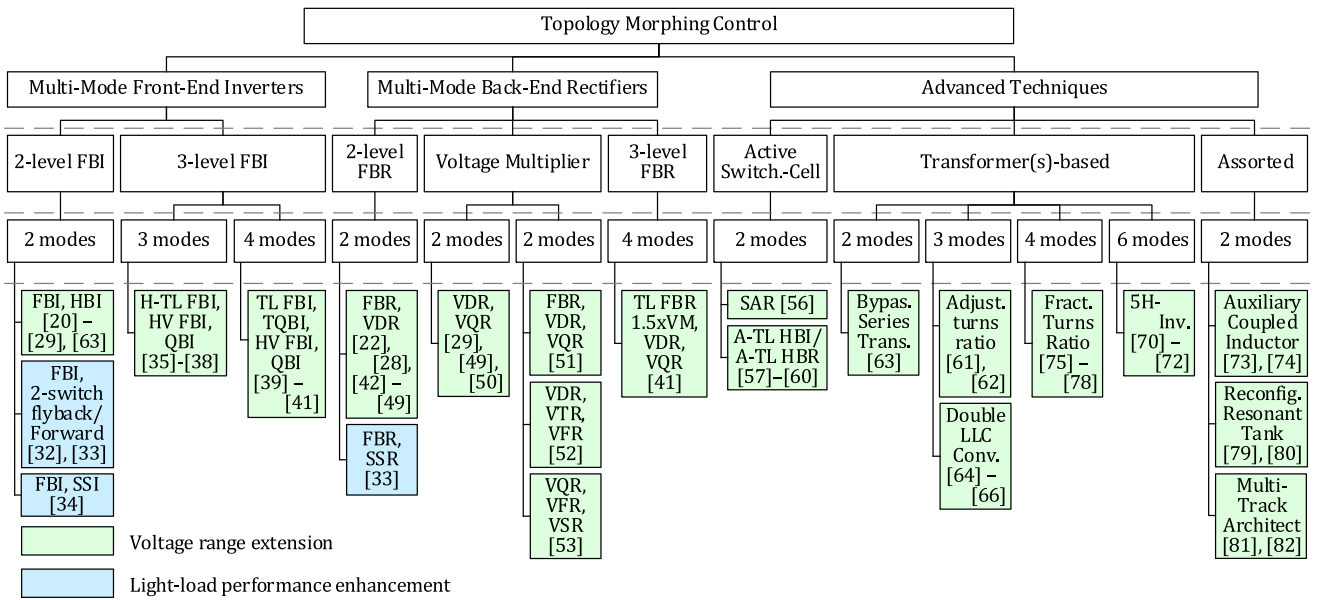 Topology Morphing Control
Multi-Mode Front-End Inverters
Multi-Mode Back-End Rectifiers
Advanced Techniques
2-level FBI
3-level FBI
2-level
FBR
Voltage Multiplier
3-level
FBR
Active
Switch.-Cell
Transformer(s)-based
Assorted
2 modes
3 modes
4 modes
2 modes
2 modes
2 modes
4 modes
2 modes
2 modes
3 modes
4 modes
6 modes
2 modes
FBI, HBI
[20] –
[29], [63]
FBI,
2-switch
flyback/
Forward
[32], [33]
FBI, SSI
[34]
H-TL FBI,
HV FBI,
QBI
[35]-[38]
TL FBI,
TQBI,
HV FBI,
QBI
[39] –
[41]
FBR,
VDR
[22],
[28],
[42] –
[49]
FBR,
SSR
[33]
VDR,
VQR
[29],
[49],
[50]
FBR,
VDR,
VQR
[51]
VDR,
VTR,
VFR
[52]
VQR,
VFR,
VSR
[53]
TL FBR
1.5xVM,
VDR,
VQR
[41]
SAR [56]
A-TL HBI/
A-TL HBR
[57]–[60]
Bypas.
Series
Trans.
[63]
Adjust.
turns
ratio
[61],
[62]
Double
LLC
Conv.
[64] –
[66]
Fract.
Turns
Ratio
[75] –
[78]
5H-
Inv.
[70] –
[72]
Auxiliary
Coupled
Inductor
[73], [74]
Reconfig.
Resonant
Tank
[79], [80]
Multi-
Track
Architect
[81], [82]
Voltage range extension
Light-load performance enhancement